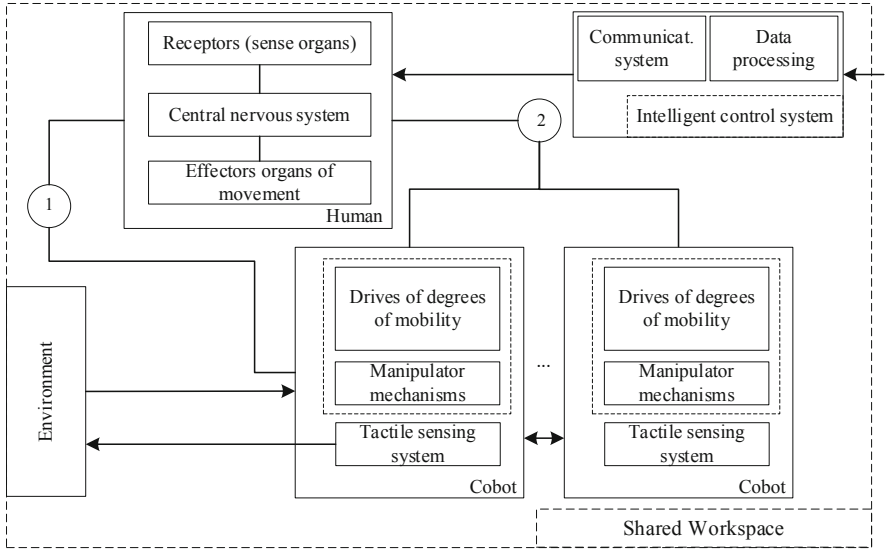 Receptors (sense organs)
Central nervous system
Effectors organs of
movement
Human
Communicat.
system
Data
processing
Intelligent control system
1
2
Environment
Drives of degrees
of mobility
Manipulator
mechanisms
Tactile sensing
system
Cobot
...
Drives of degrees
of mobility
Manipulator
mechanisms
Tactile sensing
system
Cobot
Shared Workspace